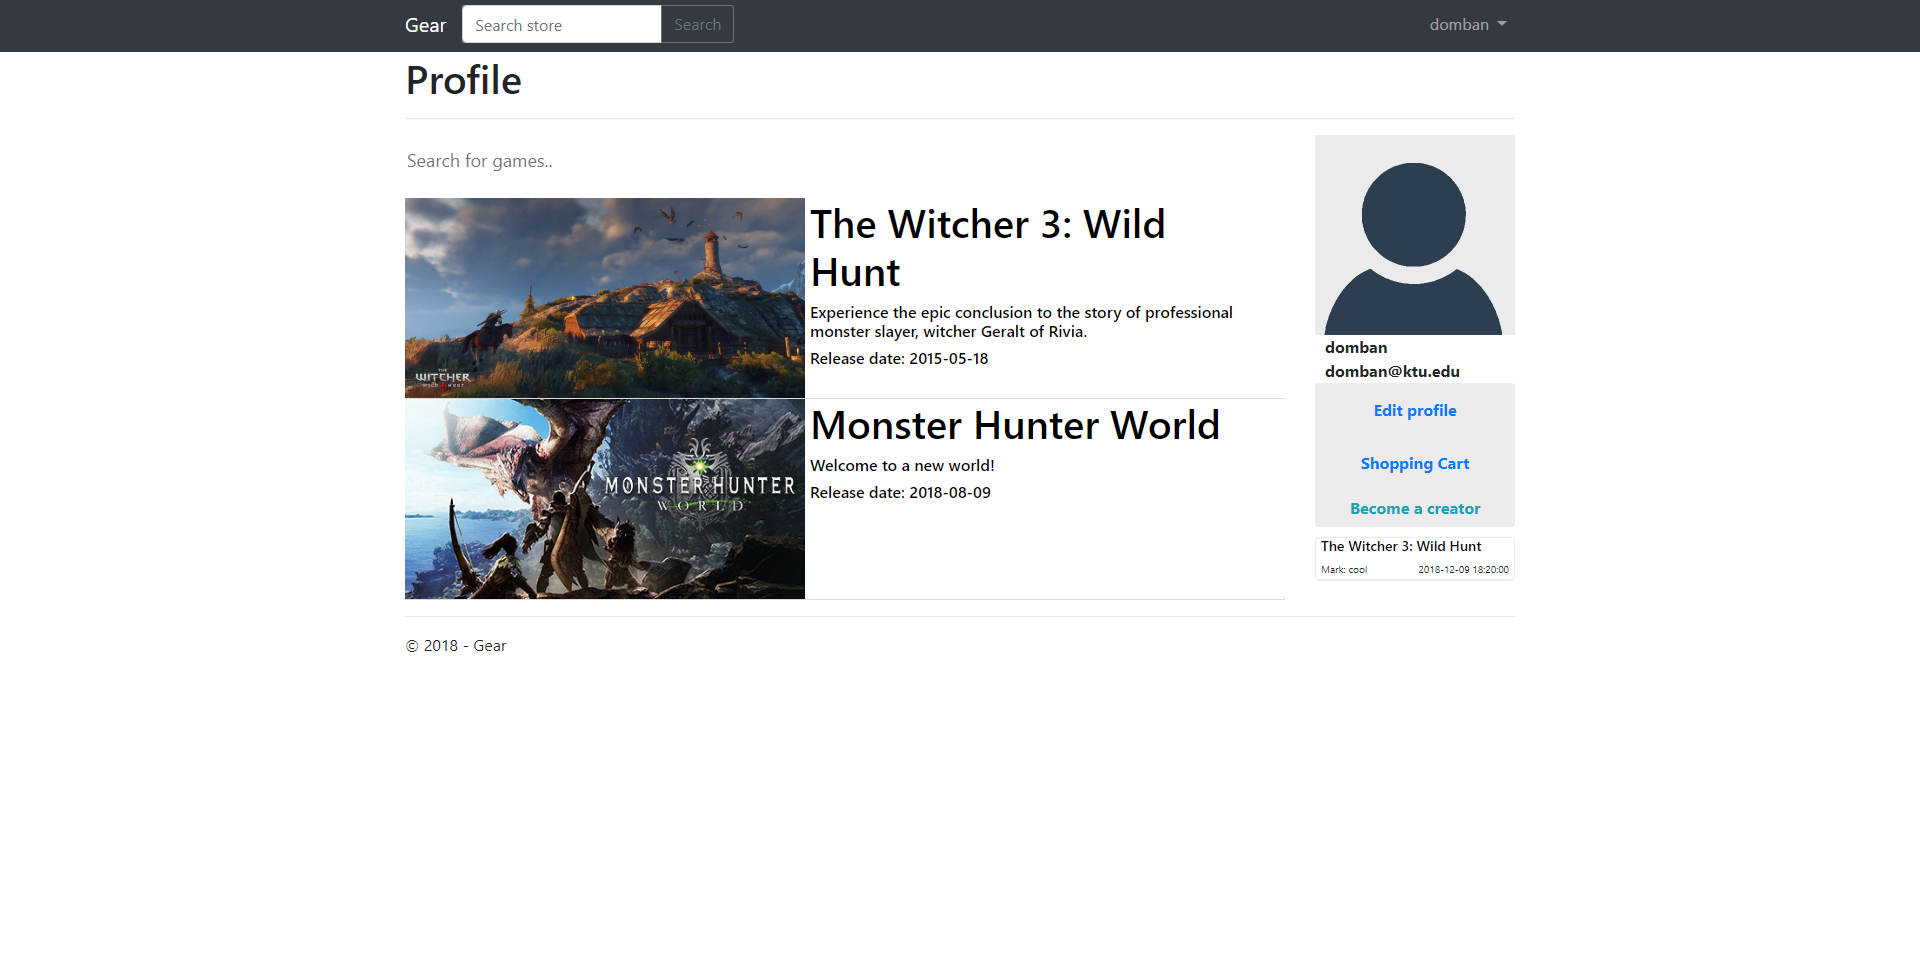 Gear
Search store
Search
domban
Profile
Search for games..
THE
WITCHER
WILD HUNT
The Witcher 3: Wild
Hunt
Experience the epic conclusion to the story of professional
monster slayer, witcher Geralt of Rivia.
Release date: 2015-05-18
MONSTER HUNTER
WORLD
Monster Hunter World
Welcome to a new world!
Release date: 2018-08-09
domban
domban@ktu.edu
Edit profile
Shopping Cart
Become a creator
The Witcher 3: Wild Hunt
Mark: cool 2018-12-09 18:20:00
© 2018 - Gear